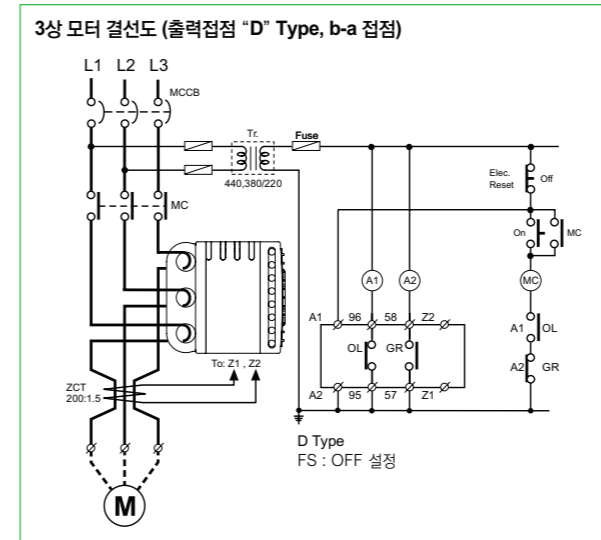 3상 모터 결선도 (출력접점 “D” Type, b-a 접점)
L1 L2 L3
MCCB
Tr.
Fuse
440,380/220
Elec.
Reset
Off
MC
On
MC
A1 A2
MC
A1 96 58 Z2
A1 OL
OL GR
To: Z1 , Z2
A2 GR
ZCT
200:1.5
A2 95 57 Z1
D Type
FS : OFF 설정
M